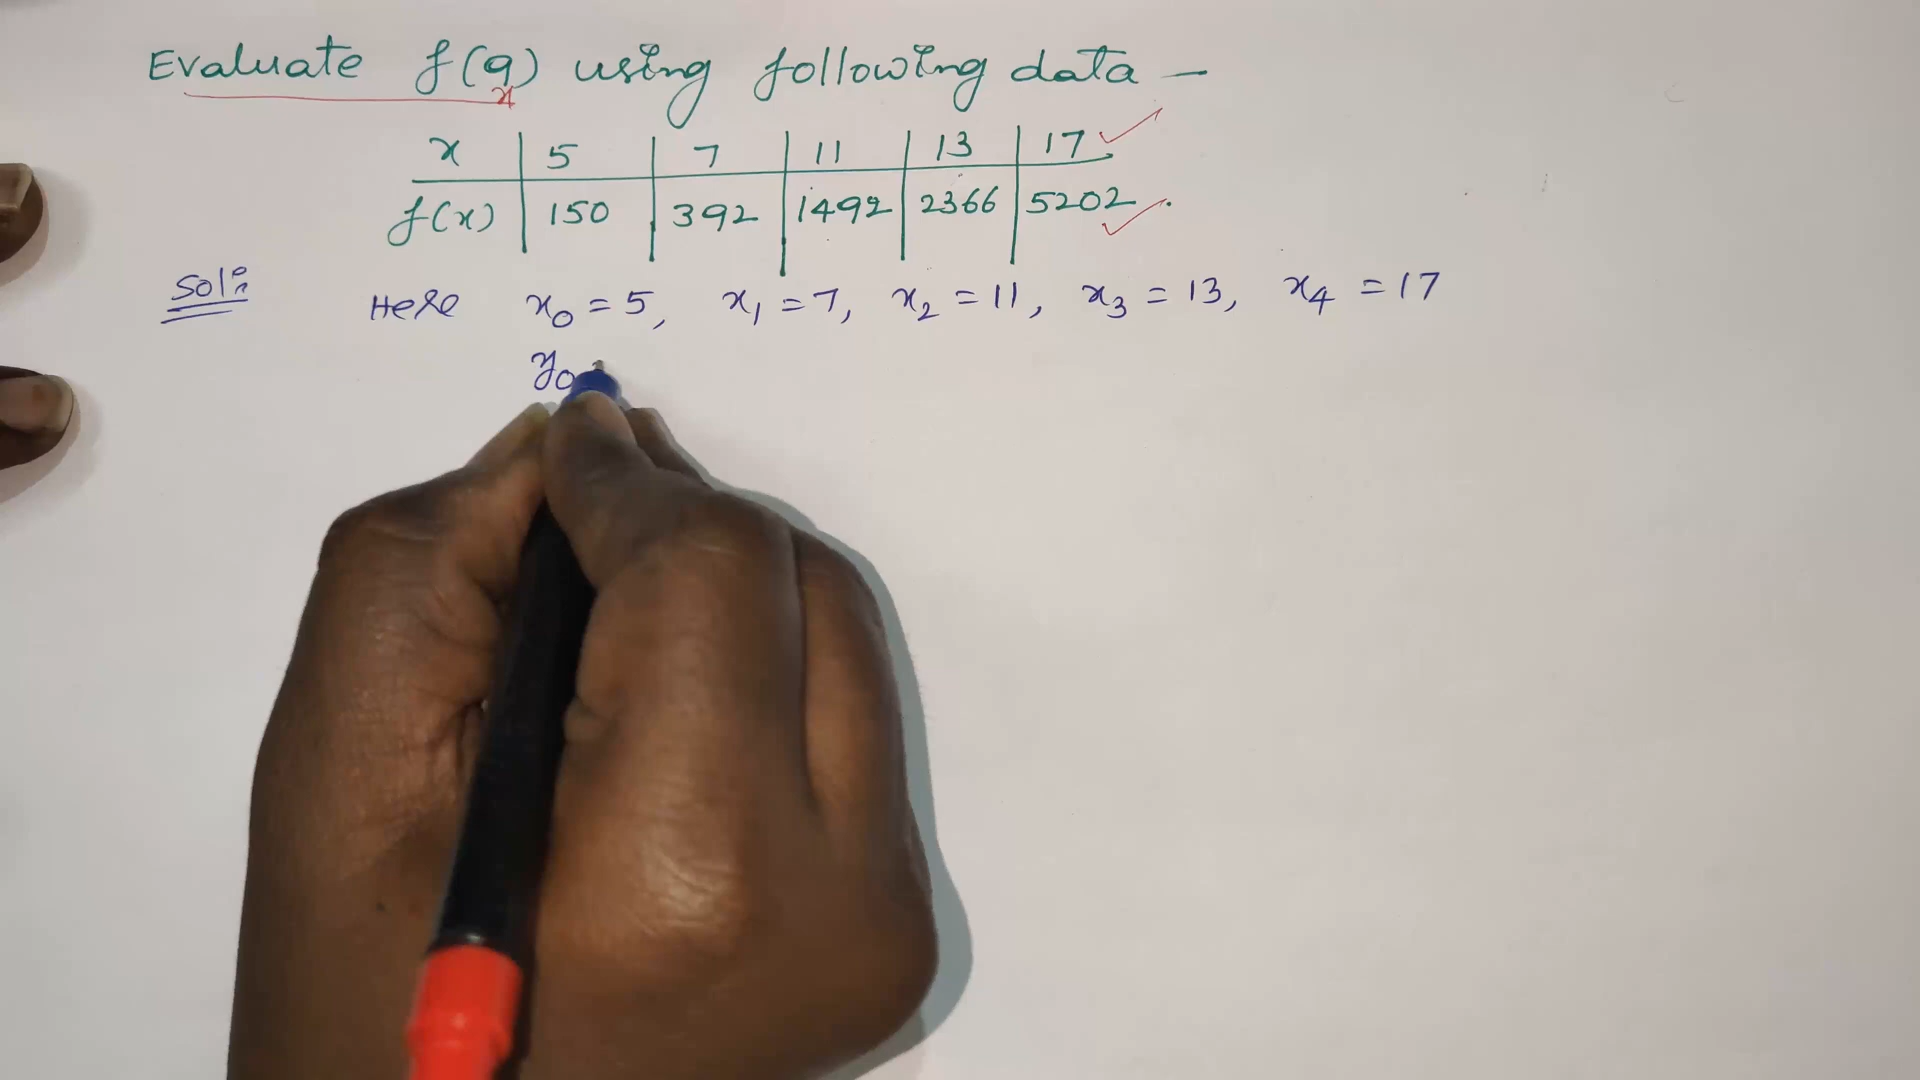 Evaluate f(9) using following data —
x
x 5 7 11 13 17
f(x) 150 392 1492 2366 5202 .
Soln: Here x₀ = 5, x₁ = 7, x₂ = 11, x₃ = 13, x₄ = 17
y₀